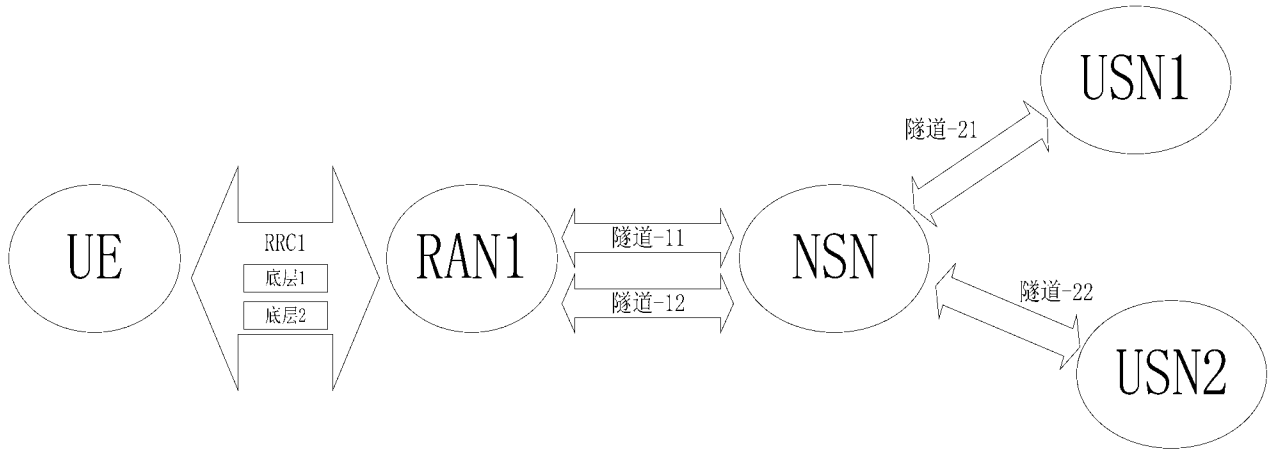 USN1
隧道-21
UE
RRC1
底层1
底层2
RAN1
隧道-11
隧道-12
NSN
隧道-22
USN2